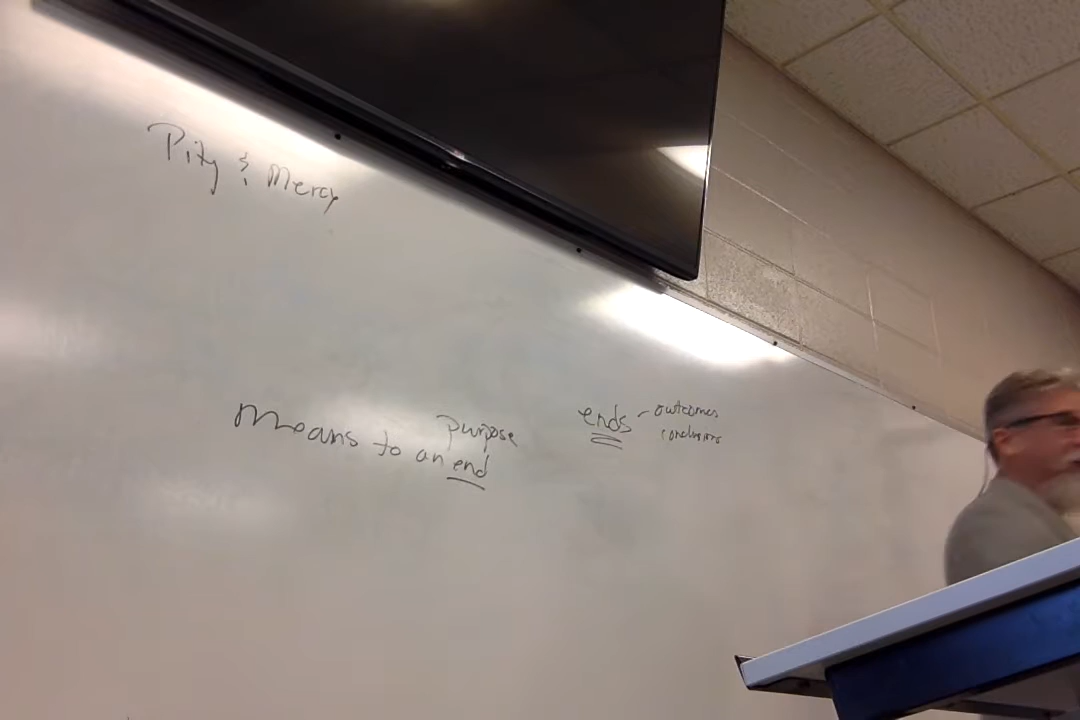 Pity & Mercy
means to an end
purpose
ends - outcomes
conclusions